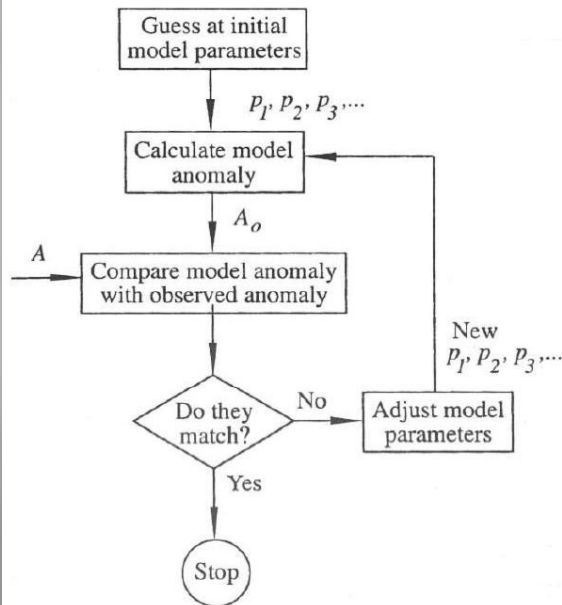 Guess at initial
model parameters
p1, p2, p3,...
Calculate model
anomaly
Ao
A
Compare model anomaly
with observed anomaly
New
p1, p2, p3,...
Do they
match?
No
Adjust model
parameters
Yes
Stop